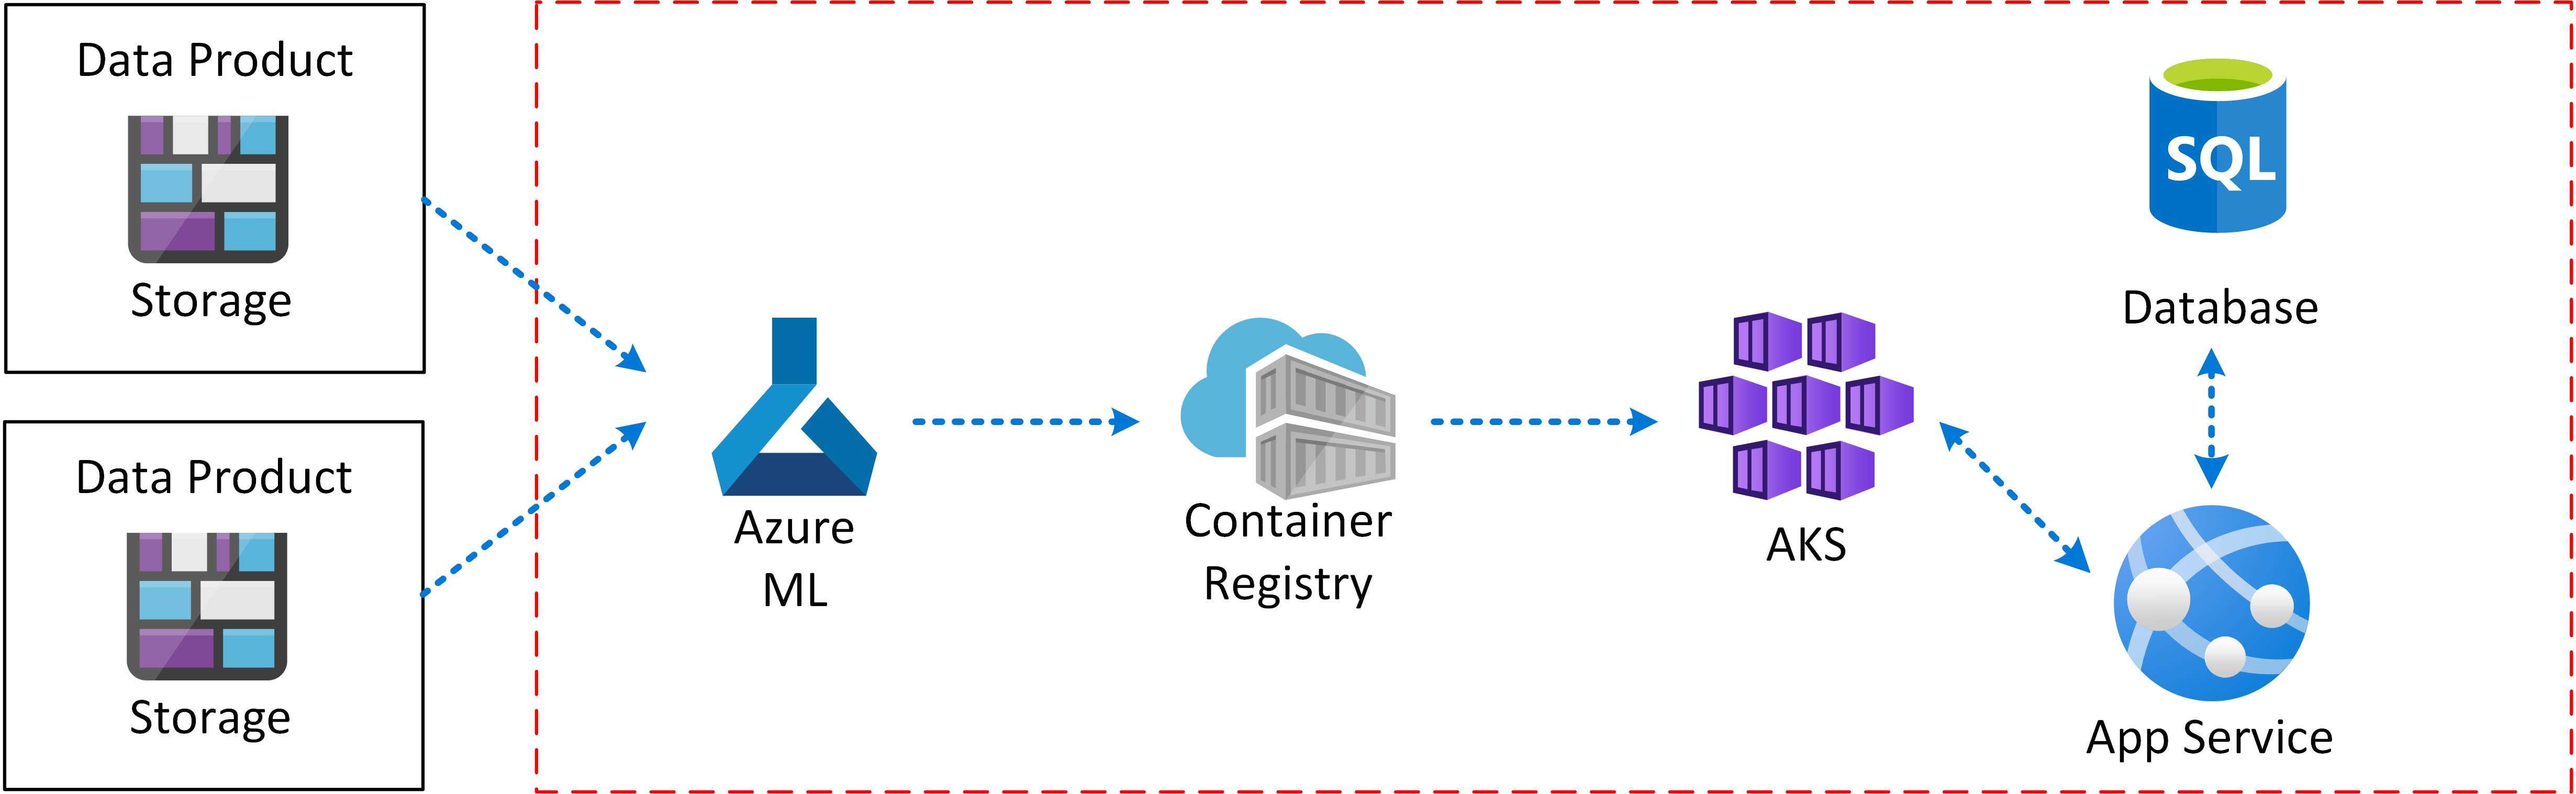 Data Product
Storage
Data Product
Storage
Azure
ML
Container
Registry
AKS
SQL
Database
App Service